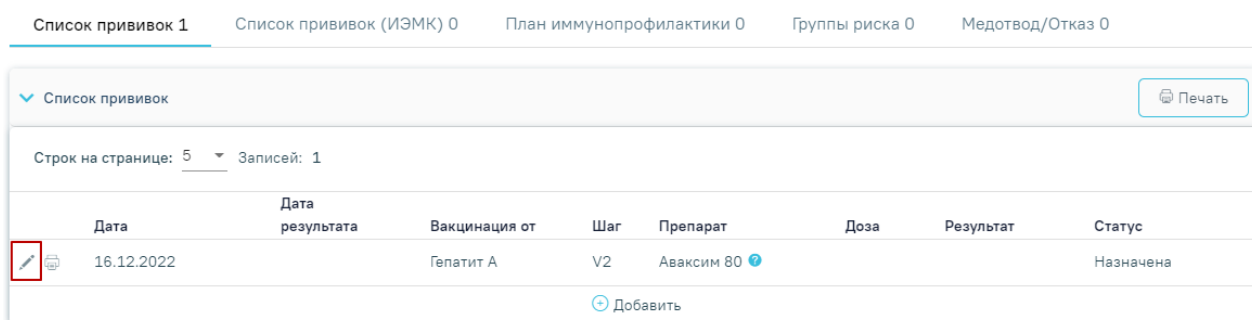 Список прививок 1 Список прививок (ИЭМК) 0 План иммунопрофилактики 0 Группы риска 0 Медотвод/Отказ 0
Список прививок Печать
Строк на странице: 5 Записей: 1
Дата Дата результата Вакцинация от Шаг Препарат Доза Результат Статус
16.12.2022 Гепатит А V2 Аваксим 80 ? Назначена
Добавить